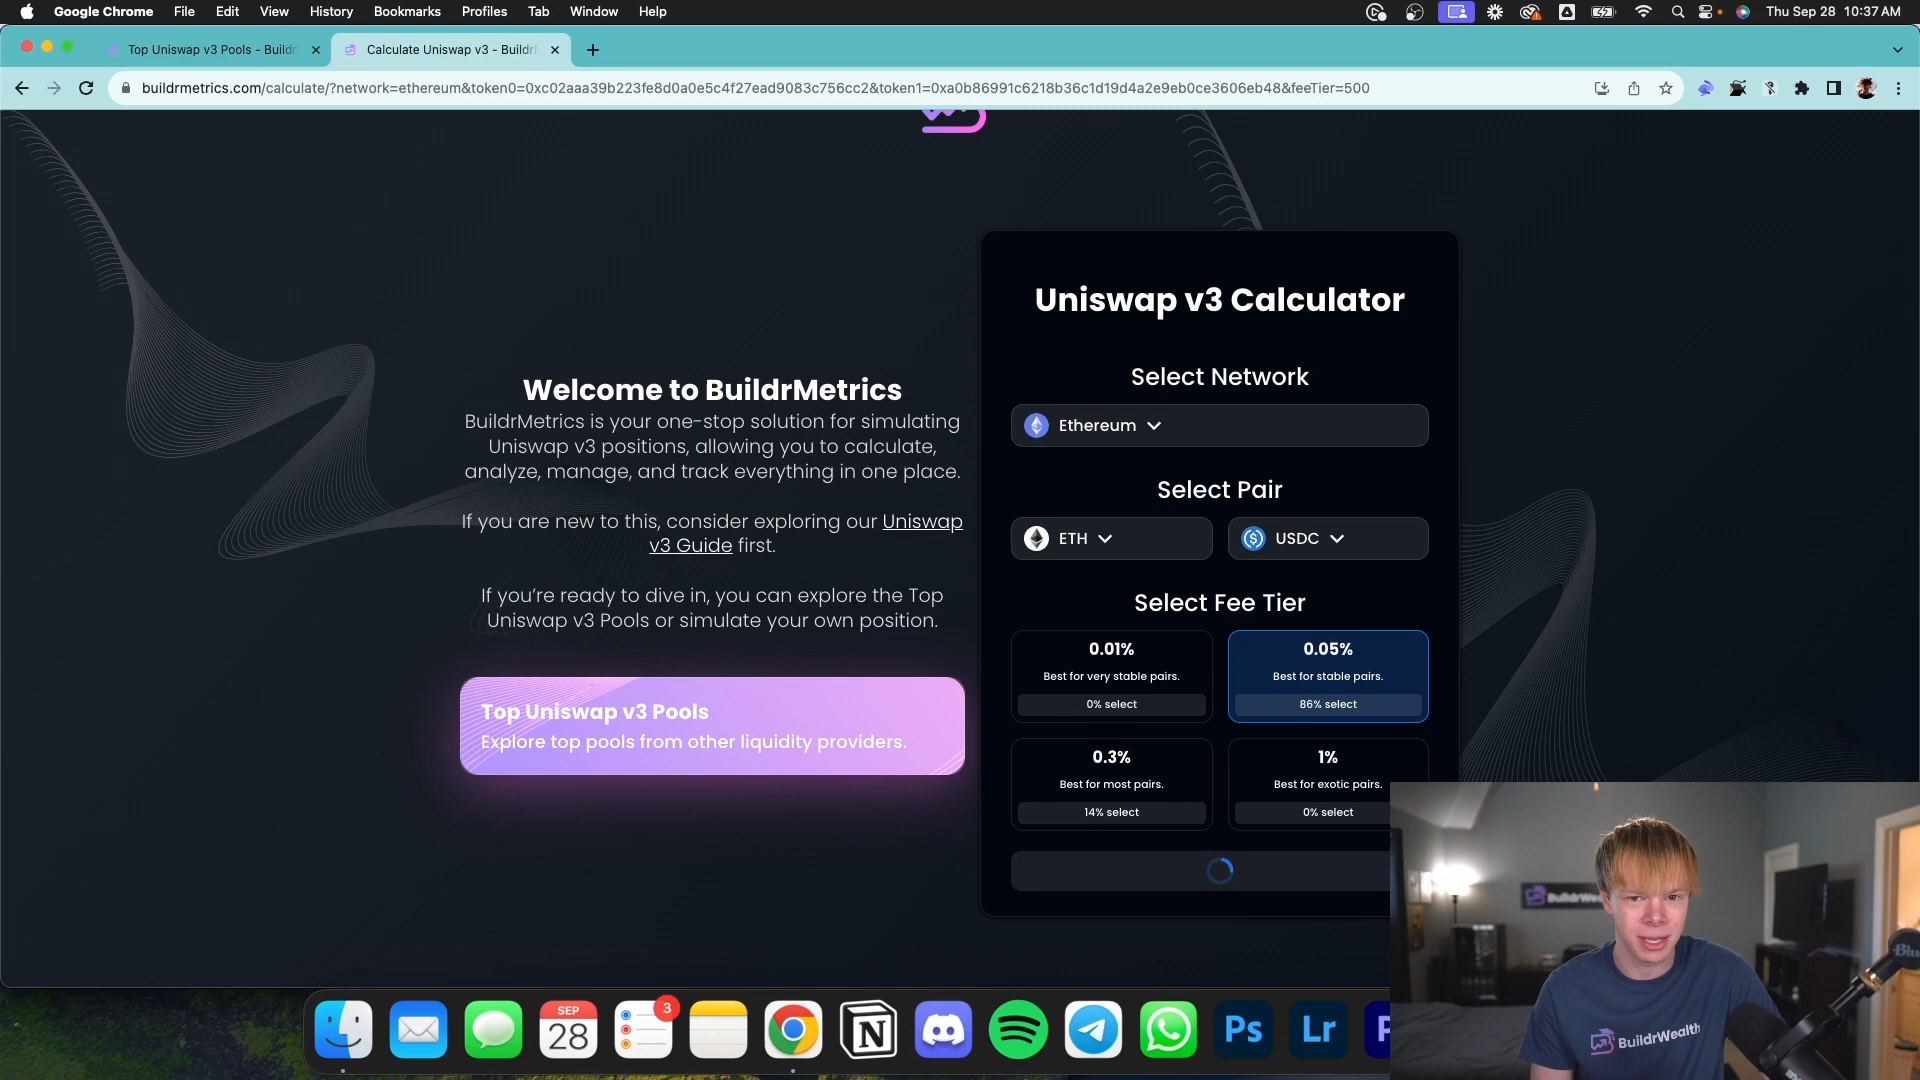 Google Chrome File Edit View History Bookmarks Profiles Tab Window Help
Thu Sep 28 10:37 AM
Top Uniswap v3 Pools - Buildr
Calculate Uniswap v3 - Buildr
buildrmetrics.com/calculate/?network=ethereum&token0=0xc02aaa39b223fe8d0a0e5c4f27ead9083c756cc2&token1=0xa0b86991c6218b36c1d19d4a2e9eb0ce3606eb48&feeTier=500
Welcome to BuildrMetrics
BuildrMetrics is your one-stop solution for simulating
Uniswap v3 positions, allowing you to calculate,
analyze, manage, and track everything in one place.
If you are new to this, consider exploring our Uniswap
v3 Guide first.
If you're ready to dive in, you can explore the Top
Uniswap v3 Pools or simulate your own position.
Top Uniswap v3 Pools
Explore top pools from other liquidity providers.
Uniswap v3 Calculator
Select Network
Ethereum
Select Pair
ETH
USDC
Select Fee Tier
0.01%
Best for very stable pairs.
0% select
0.05%
Best for stable pairs.
86% select
0.3%
Best for most pairs.
14% select
1%
Best for exotic pairs.
0% select
SEP
28
3
N
Ps
Lr
P
BuildrWealth
Blu